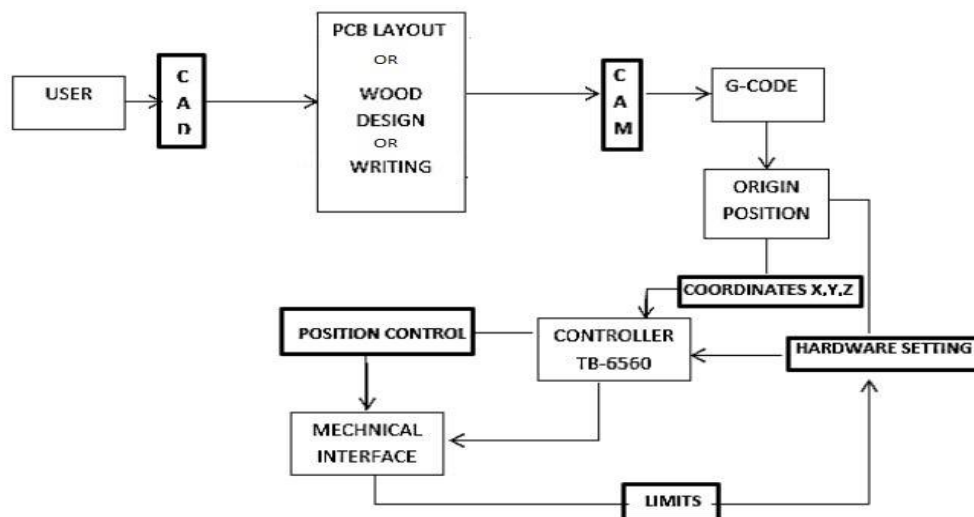 USER
C
A
D
PCB LAYOUT
OR
WOOD
DESIGN
OR
WRITING
C
A
M
G-CODE
ORIGIN
POSITION
COORDINATES X,Y,Z
POSITION CONTROL
CONTROLLER
TB-6560
HARDWARE SETTING
MECHNICAL
INTERFACE
LIMITS